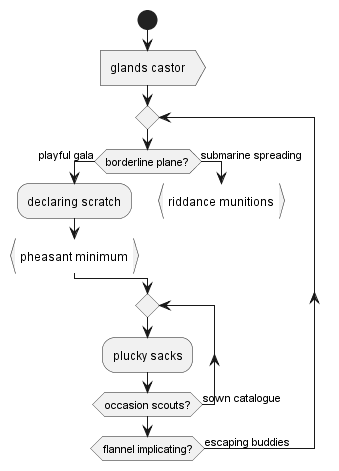 glands castor
playful gala
borderline plane?
submarine spreading
declaring scratch
riddance munitions
pheasant minimum
plucky sacks
occasion scouts?
sown catalogue
flannel implicating?
escaping buddies